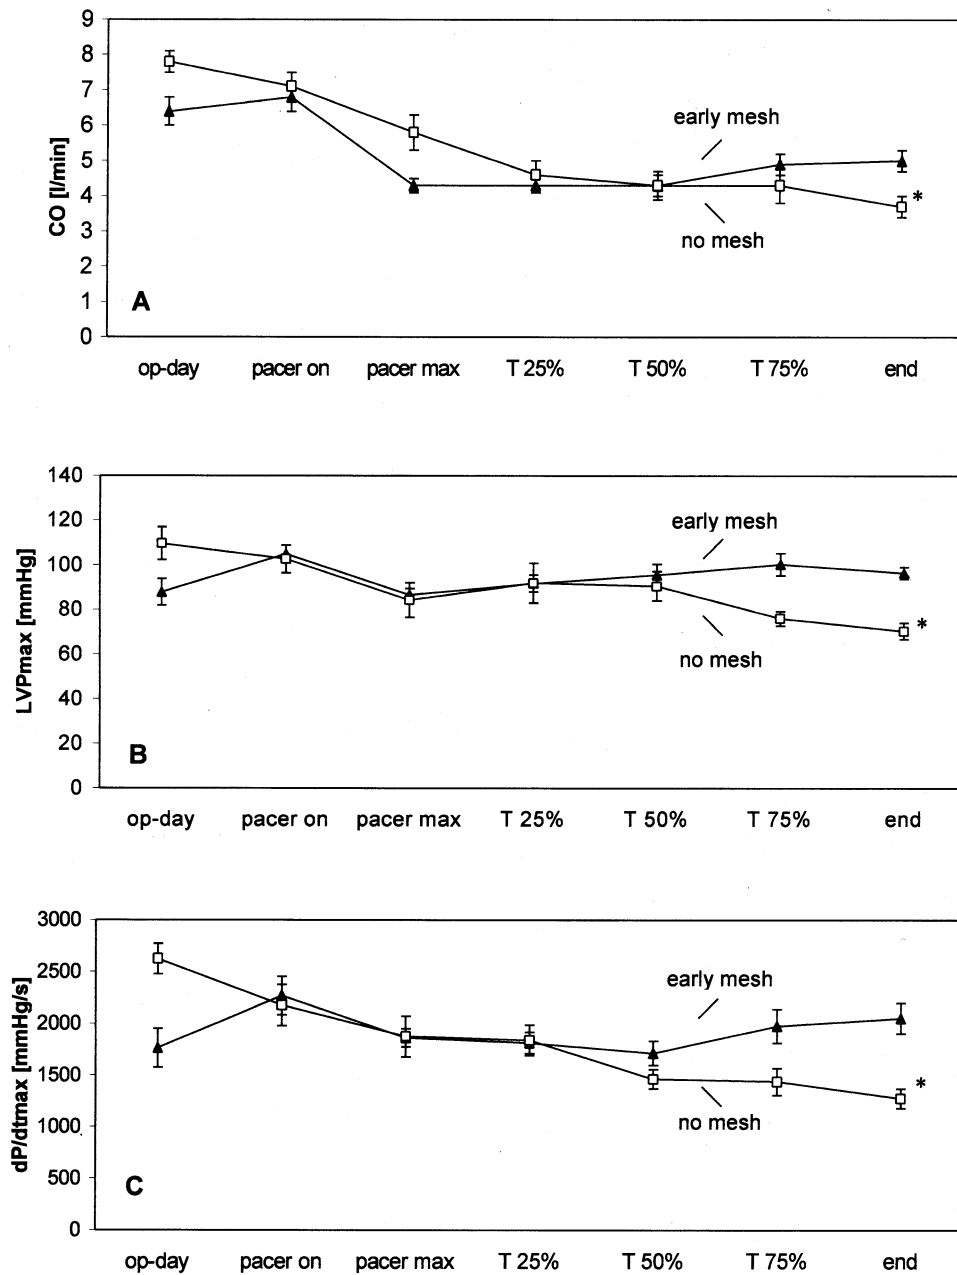 9
8
7
6
5
4
3
2
1
0
CO [l/min]
early mesh
no mesh
*
A
op-day pacer on pacer max T 25% T 50% T 75% end
140
120
100
80
60
40
20
0
LVPmax [mmHg]
early mesh
no mesh
*
B
op-day pacer on pacer max T 25% T 50% T 75% end
3000
2500
2000
1500
1000
500
0
dP/dtmax [mmHg/s]
early mesh
no mesh
*
C
op-day pacer on pacer max T 25% T 50% T 75% end